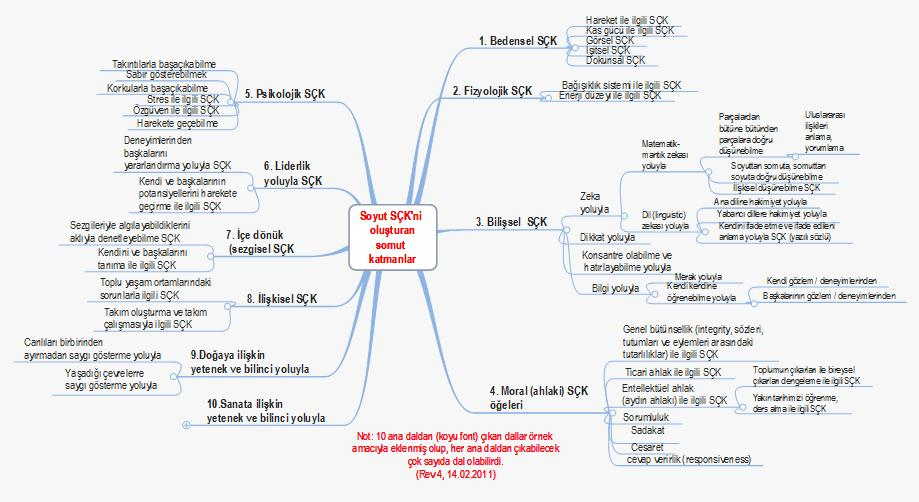 Soyut SÇK'ni
oluşturan
somut
katmanlar
1. Bedensel SÇK
Hareket ile ilgili SÇK
Kas gücü ile ilgili SÇK
Görsel SÇK
İşitsel SÇK
Dokunsal SÇK
2. Fizyolojik SÇK
Bağışıklık sistemi ile ilgili SÇK
Enerji düzeyi ile ilgili SÇK
3. Bilişsel SÇK
Zeka
yoluyla
Matematik-
mantık zekası
yoluyla
Parçalardan
bütüne bütünden
parçalara doğru
düşünebilme
Uluslararası
ilişkileri
anlama,
yorumlama
Soyuttan somuta, somuttan
soyuta doğru düşünebilme
İlişkisel düşünebilme SÇK
Dil (linguistic)
zekası yoluyla
Ana diline hakimiyet yoluyla
Yabancı dilere hakimiyet yoluyla
Kendini ifade etme ve ifade edileni
anlama yoluyla SÇK (yazılı sözlü)
Dikkat yoluyla
Konsantre olabilme ve
hatırlayabilme yoluyla
Bilgi yoluyla
Merak yoluyla
Kendi kendine
öğrenebilme yoluyla
Kendi gözlem / deneyimlerinden
Başkalarının gözlem / deneyimlerinden
4. Moral (ahlaki) SÇK
öğeleri
Genel bütünsellik (integrity, sözleri,
tutumları ve eylemleri arasındaki
tutarlılıklar) ile ilgili SÇK
Ticari ahlak ile ilgili SÇK
Entellektüel ahlak
(aydın ahlakı) ile ilgili SÇK
Toplumun çıkarları ile bireysel
çıkarları dengeleme ile ilgili SÇK
Yakın tarihimizi öğrenme,
ders alma ile ilgili SÇK
Sorumluluk
Sadakat
Cesaret
cevap verirlik (responsiveness)
5. Psikolojik SÇK
Takıntılarla başaçıkabilme
Sabır gösterebilmek
Korkularla başaçıkabilme
Stres ile ilgili SÇK
Özgüven ile ilgili SÇK
Harekete geçebilme
6. Liderlik
yoluyla SÇK
Deneyimlerinden
başkalarını
yararlandırma yoluyla SÇK
Kendi ve başkalarının
potansiyellerini harekete
geçirme ile ilgili SÇK
7. İçe dönük
(sezgisel SÇK
Sezgileriyle algılayabildiklerini
aklıyla denetleyebilme SÇK
Kendini ve başkalarını
tanıma ile ilgili SÇK
8. İlişkisel SÇK
Toplu yaşam ortamlarındaki
sorunlarla ilgili SÇK
Takım oluşturma ve takım
çalışmasıyla ilgili SÇK
9.Doğaya ilişkin
yetenek ve bilinci yoluyla
Canlıları birbirinden
ayırmadan saygı gösterme yoluyla
Yaşadığı çevrelerre
saygı gösterme yoluyla
10.Sanata ilişkin
yetenek ve bilinci yoluyla
Not: 10 ana daldan (koyu font) çıkan dallar örnek
amacıyla eklenmiş olup, her ana daldan çıkabilecek
çok sayıda dal olabilirdi.
(Rev4, 14.02.2011)